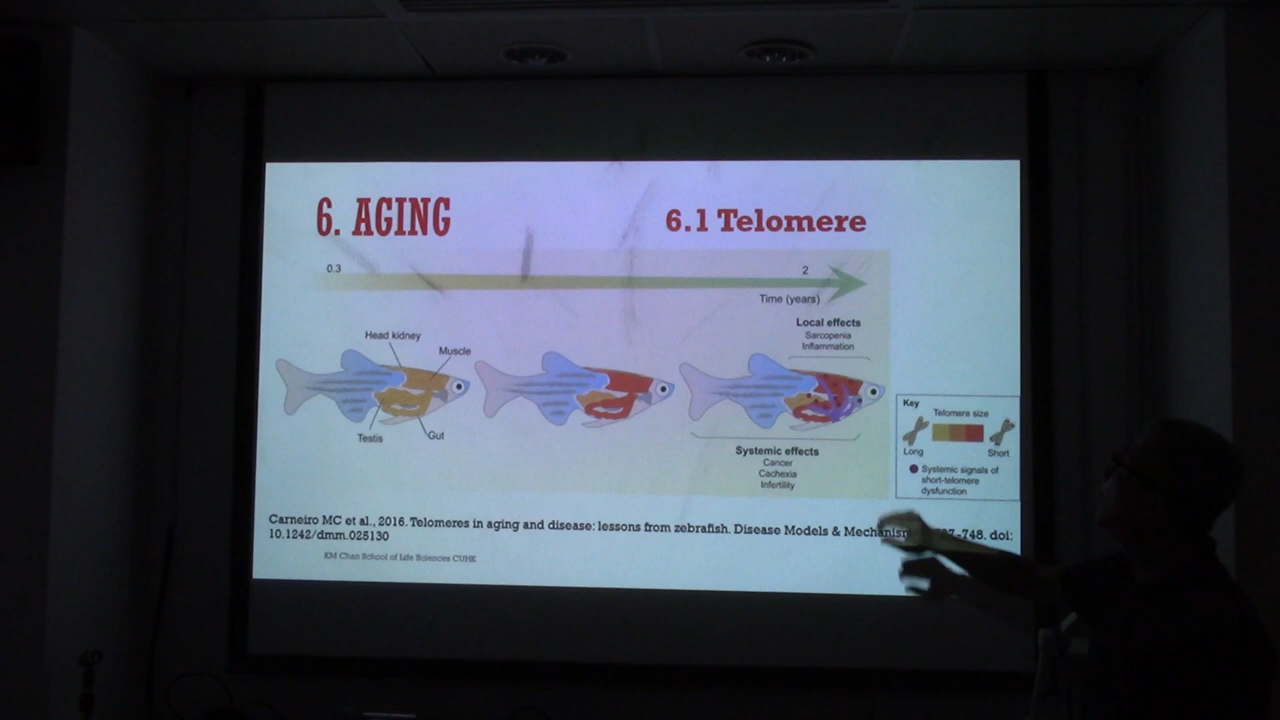 6. AGING
6.1 Telomere
0.3
2
Time (years)
Local effects
Sarcopenia
Inflammation
Head kidney
Muscle
Testis
Gut
Systemic effects
Cancer
Cachexia
Infertility
Key
Telomere size
Long
Short
Systemic signals of
short-telomere
dysfunction
Carneiro MC et al., 2016. Telomeres in aging and disease: lessons from zebrafish. Disease Models & Mechanism -748. doi:
10.1242/dmm.025130
KM Chan School of Life Sciences CUHK